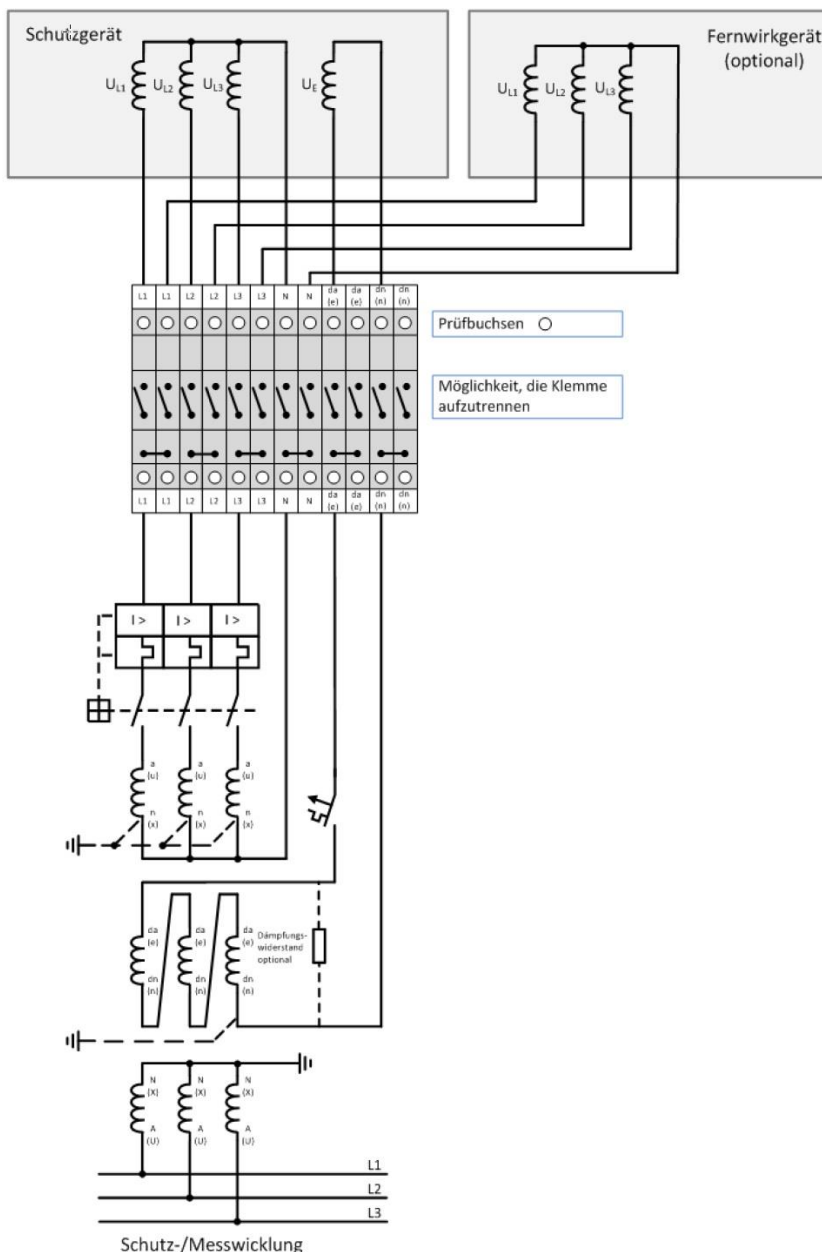 Schutzgerät
Fernwirkgerät
(optional)
UL1
UL2
UL3
UE
UL1
UL2
UL3
L1 L1 L2 L2 L3 L3 N N da (e) da (e) dn (n) dn (n)
Prüfbuchsen
Möglichkeit, die Klemme
aufzutrennen
L1 L1 L2 L2 L3 L3 N N da (e) da (e) dn (n) dn (n)
I > I > I >
a a a
(u) (u) (u)
n n n
(x) (x) (x)
da da da
(e) (e) (e)
Dämpfungs-
widerstand
optional
dn dn dn
(n) (n) (n)
N N N
(X) (X) (X)
A A A
(U) (U) (U)
L1
L2
L3
Schutz-/Messwicklung